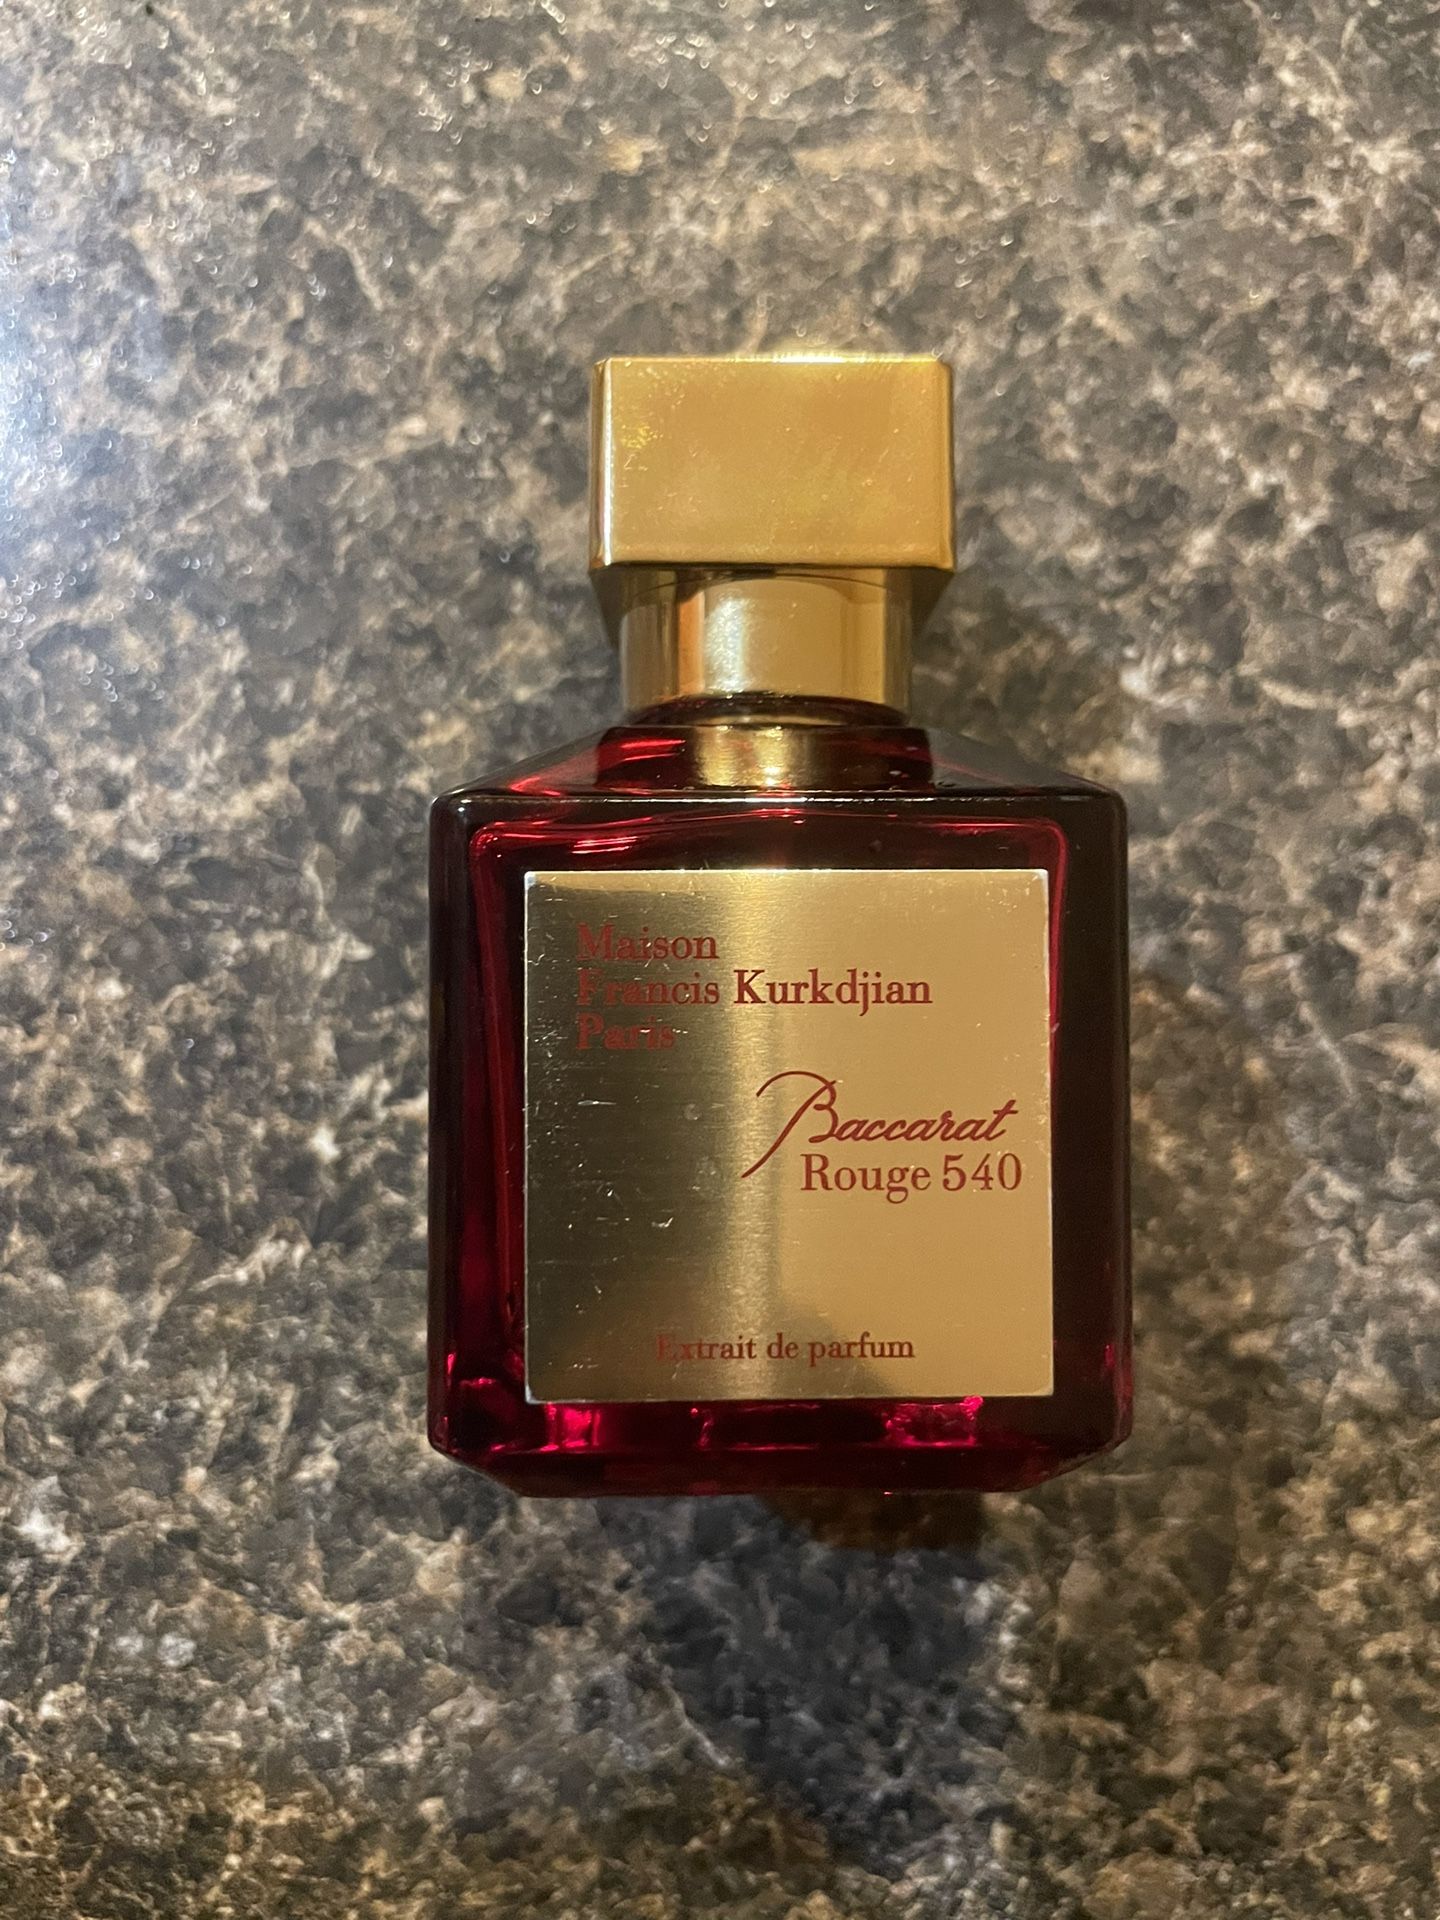 Maison
Francis Kurkdjian
Paris
Baccarat
Rouge 540
Extrait de parfum